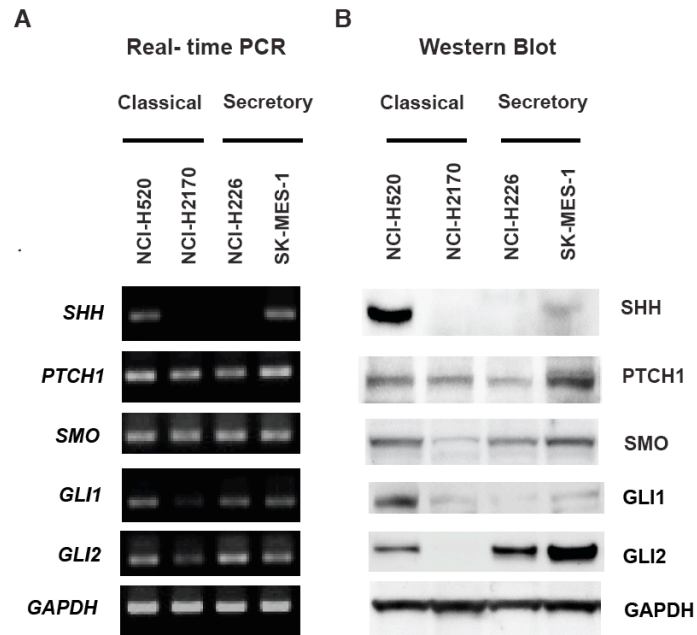 A
B
Real- time PCR
Western Blot
Classical
Secretory
Classical
Secretory
NCI-H520
NCI-H2170
NCI-H226
SK-MES-1
NCI-H520
NCI-H2170
NCI-H226
SK-MES-1
SHH
SHH
PTCH1
PTCH1
SMO
SMO
GLI1
GLI1
GLI2
GLI2
GAPDH
GAPDH